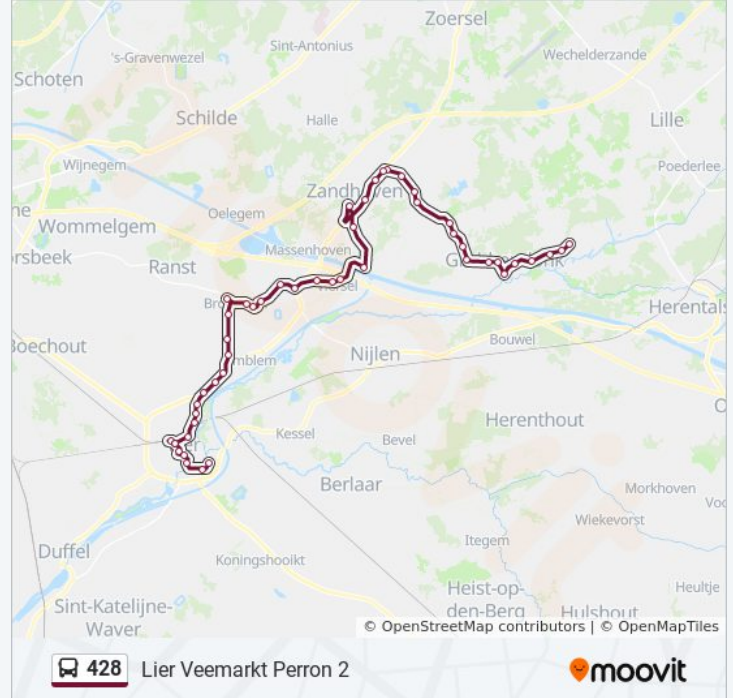 Zoersel
Sint-Antonius
's-Gravenwezel
Wechelderzande
Schoten
Schilde
Halle
Lille
Wijnegem
Poederlee
Zandhoven
Oelegem
Wommelgem
Massenhoven
rsbeek
Ranst
Herentals
Bouwel
Boechout
Nijlen
Herenthout
Kessel
Bevel
Berlaar
Morkhoven
Wiekevorst
Itegem
Duffel
Koningshooikt
Heist-op-
den-Berg
Heultje
Hulshout
Sint-Katelijne-
Waver
© OpenStreetMap contributors | © OpenMapTiles
428 Lier Veemarkt Perron 2
moovit